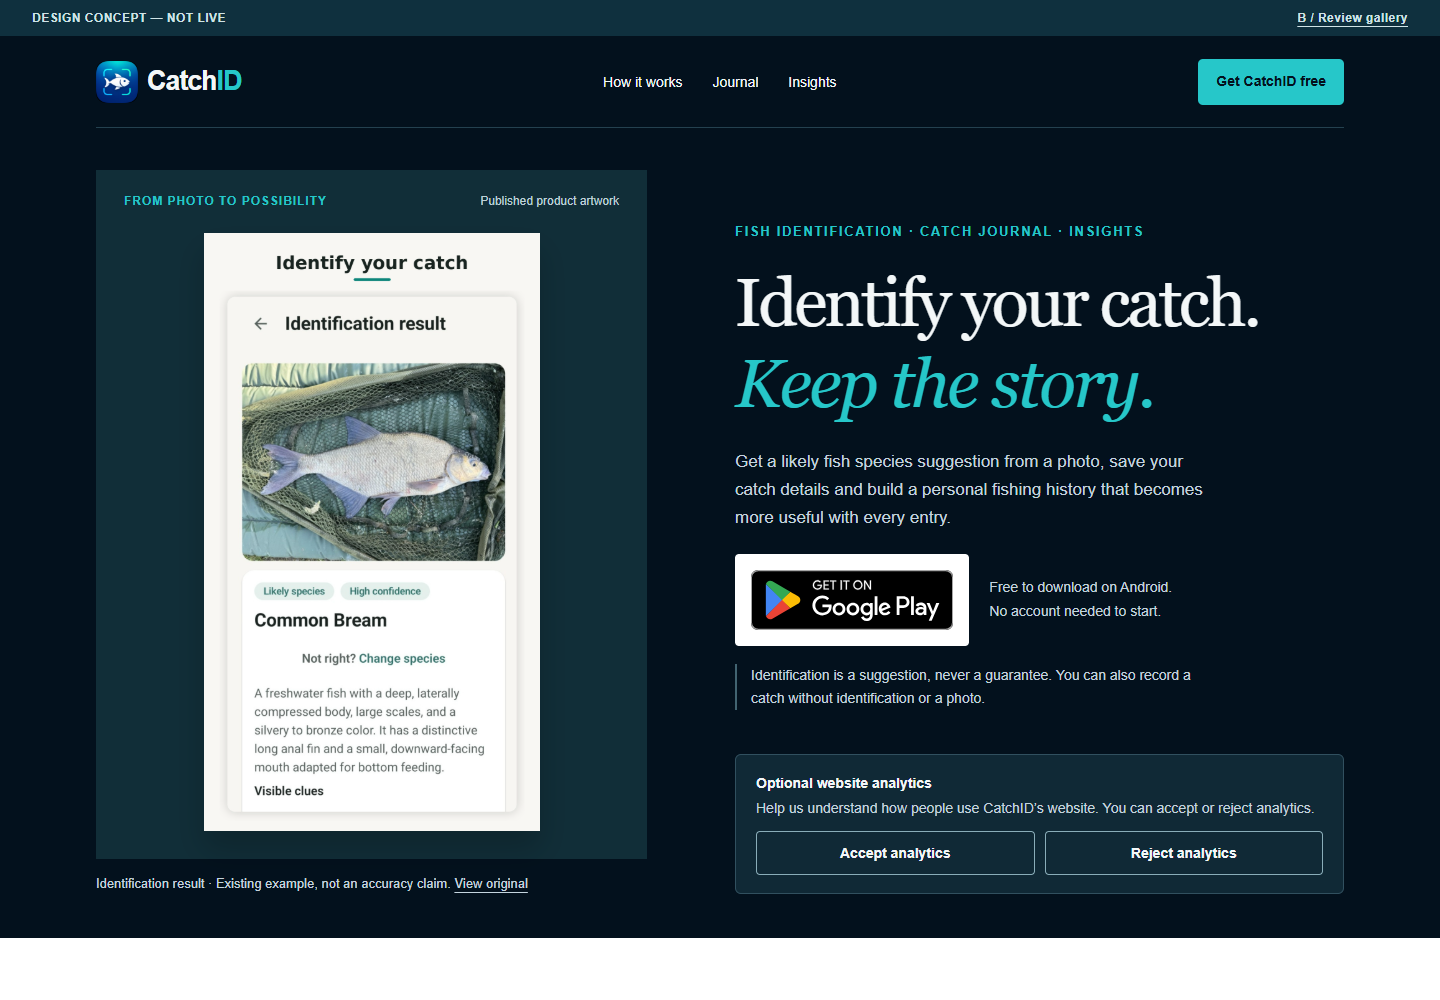 DESIGN CONCEPT — NOT LIVE
B / Review gallery
CatchID
How it works
Journal
Insights
Get CatchID free
FROM PHOTO TO POSSIBILITY
Published product artwork
Identify your catch
Identification result
Likely species
High confidence
Common Bream
Not right? Change species
A freshwater fish with a deep, laterally
compressed body, large scales, and a
silvery to bronze color. It has a distinctive
long anal fin and a small, downward-facing
mouth adapted for bottom feeding.
Visible clues
Identification result · Existing example, not an accuracy claim. View original
FISH IDENTIFICATION · CATCH JOURNAL · INSIGHTS
Identify your catch.
Keep the story.
Get a likely fish species suggestion from a photo, save your
catch details and build a personal fishing history that becomes
more useful with every entry.
GET IT ON
Google Play
Free to download on Android.
No account needed to start.
Identification is a suggestion, never a guarantee. You can also record a
catch without identification or a photo.
Optional website analytics
Help us understand how people use CatchID's website. You can accept or reject analytics.
Accept analytics
Reject analytics